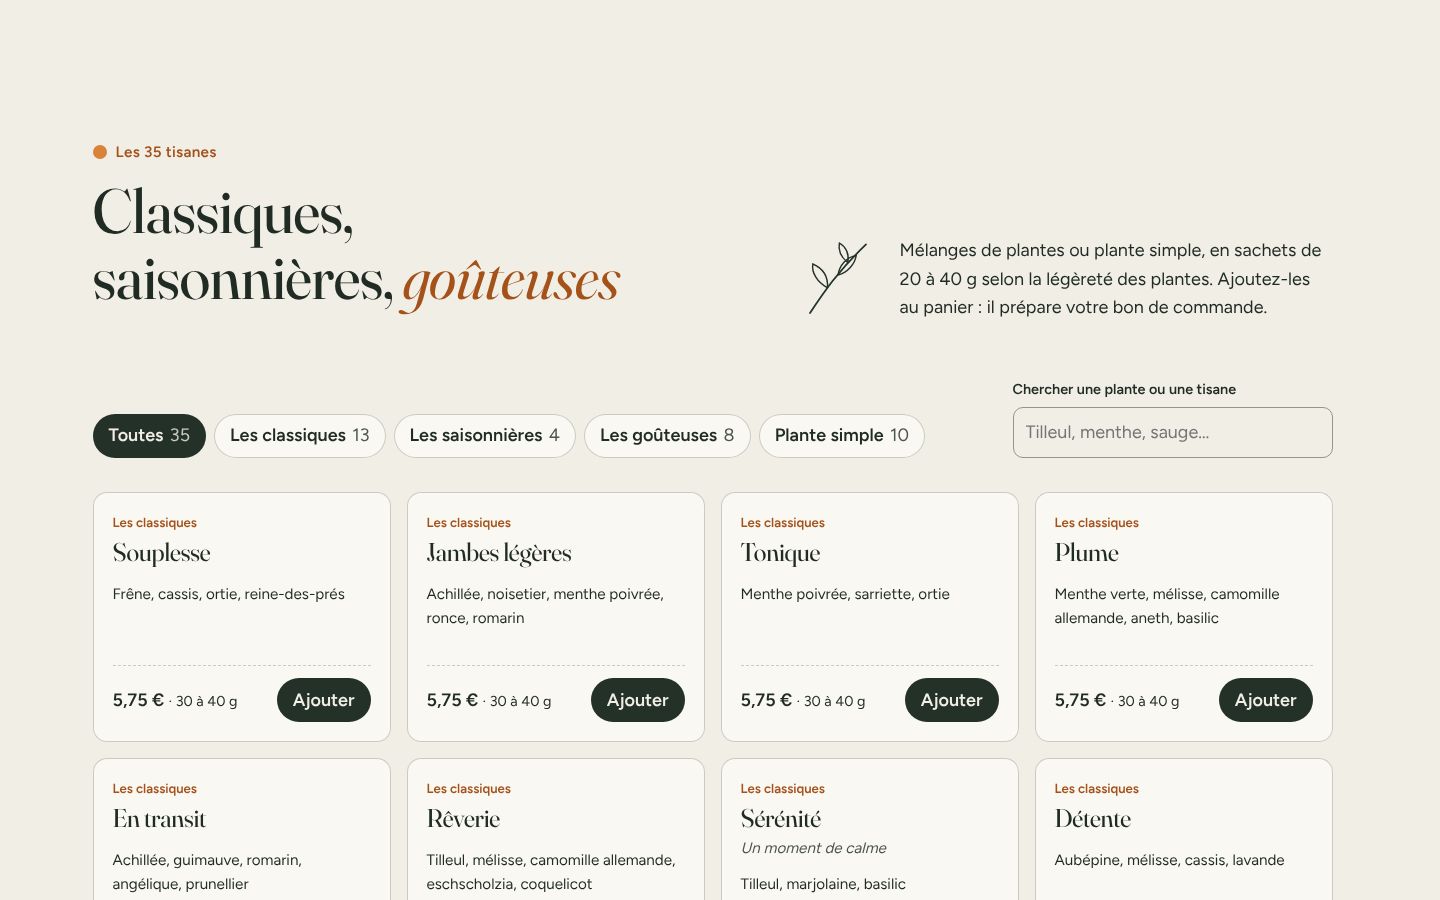 Les 35 tisanes
Classiques,
saisonnières, goûteuses
Mélanges de plantes ou plante simple, en sachets de
20 à 40 g selon la légèreté des plantes. Ajoutez-les
au panier : il prépare votre bon de commande.
Chercher une plante ou une tisane
Toutes 35
Les classiques 13
Les saisonnières 4
Les goûteuses 8
Plante simple 10
Tilleul, menthe, sauge…
Les classiques
Souplesse
Frêne, cassis, ortie, reine-des-prés
5,75 € · 30 à 40 g
Ajouter
Les classiques
Jambes légères
Achillée, noisetier, menthe poivrée,
ronce, romarin
5,75 € · 30 à 40 g
Ajouter
Les classiques
Tonique
Menthe poivrée, sarriette, ortie
5,75 € · 30 à 40 g
Ajouter
Les classiques
Plume
Menthe verte, mélisse, camomille
allemande, aneth, basilic
5,75 € · 30 à 40 g
Ajouter
Les classiques
En transit
Achillée, guimauve, romarin,
angélique, prunellier
Les classiques
Rêverie
Tilleul, mélisse, camomille allemande,
eschscholzia, coquelicot
Les classiques
Sérénité
Un moment de calme
Tilleul, marjolaine, basilic
Les classiques
Détente
Aubépine, mélisse, cassis, lavande